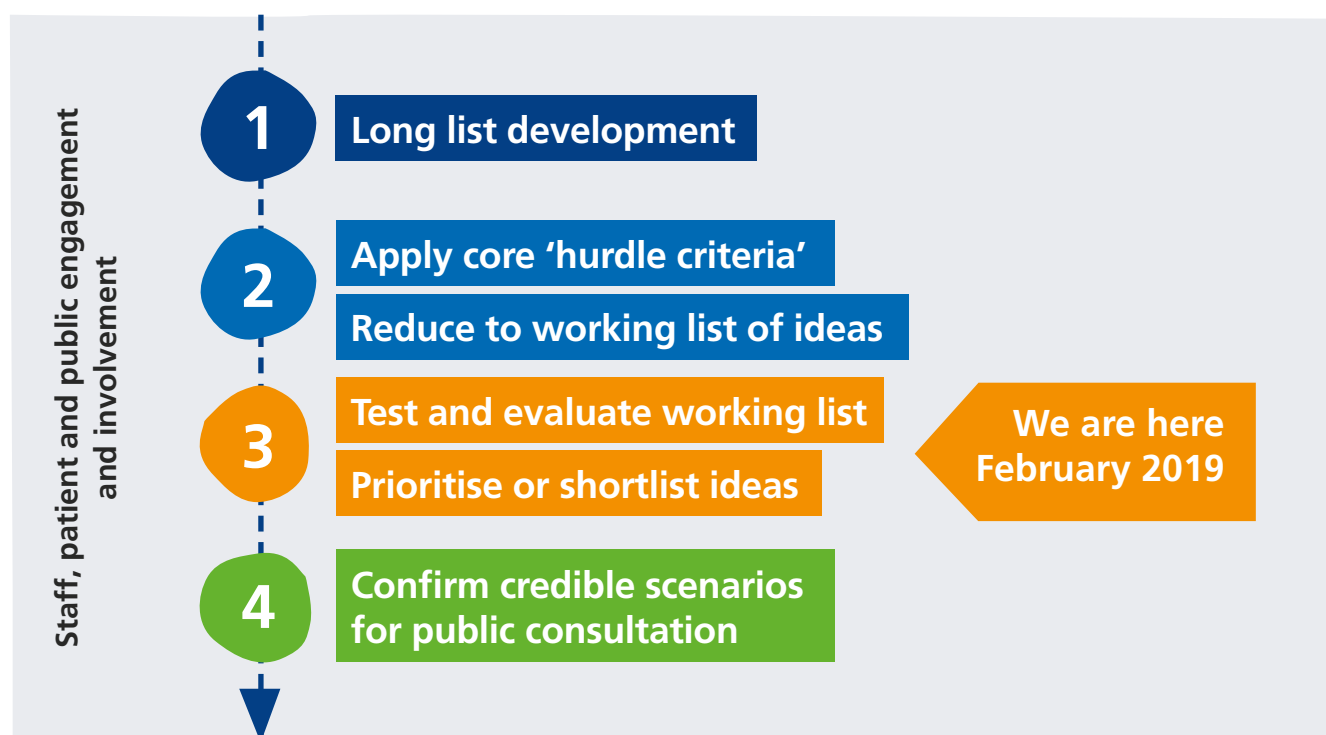 Staff, patient and public engagement
and involvement
1
Long list development
2
Apply core ‘hurdle criteria’
Reduce to working list of ideas
3
Test and evaluate working list
Prioritise or shortlist ideas
We are here
February 2019
4
Confirm credible scenarios
for public consultation